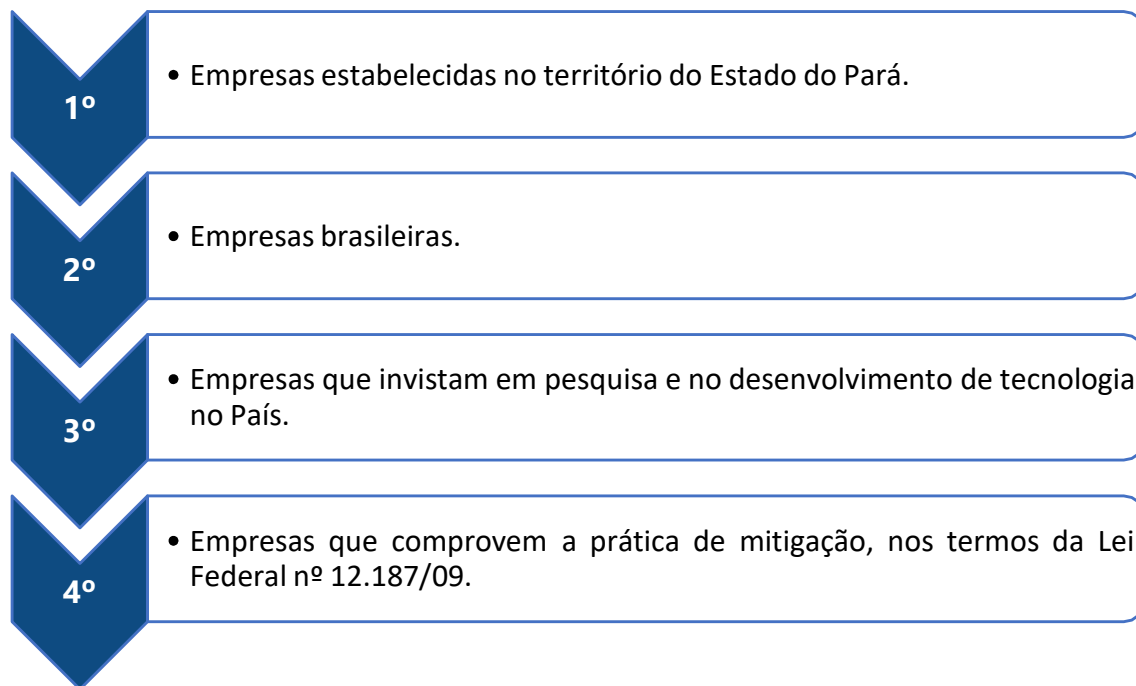 1º
• Empresas estabelecidas no território do Estado do Pará.
2º
• Empresas brasileiras.
3º
• Empresas que invistam em pesquisa e no desenvolvimento de tecnologia
no País.
4º
• Empresas que comprovem a prática de mitigação, nos termos da Lei
Federal nº 12.187/09.